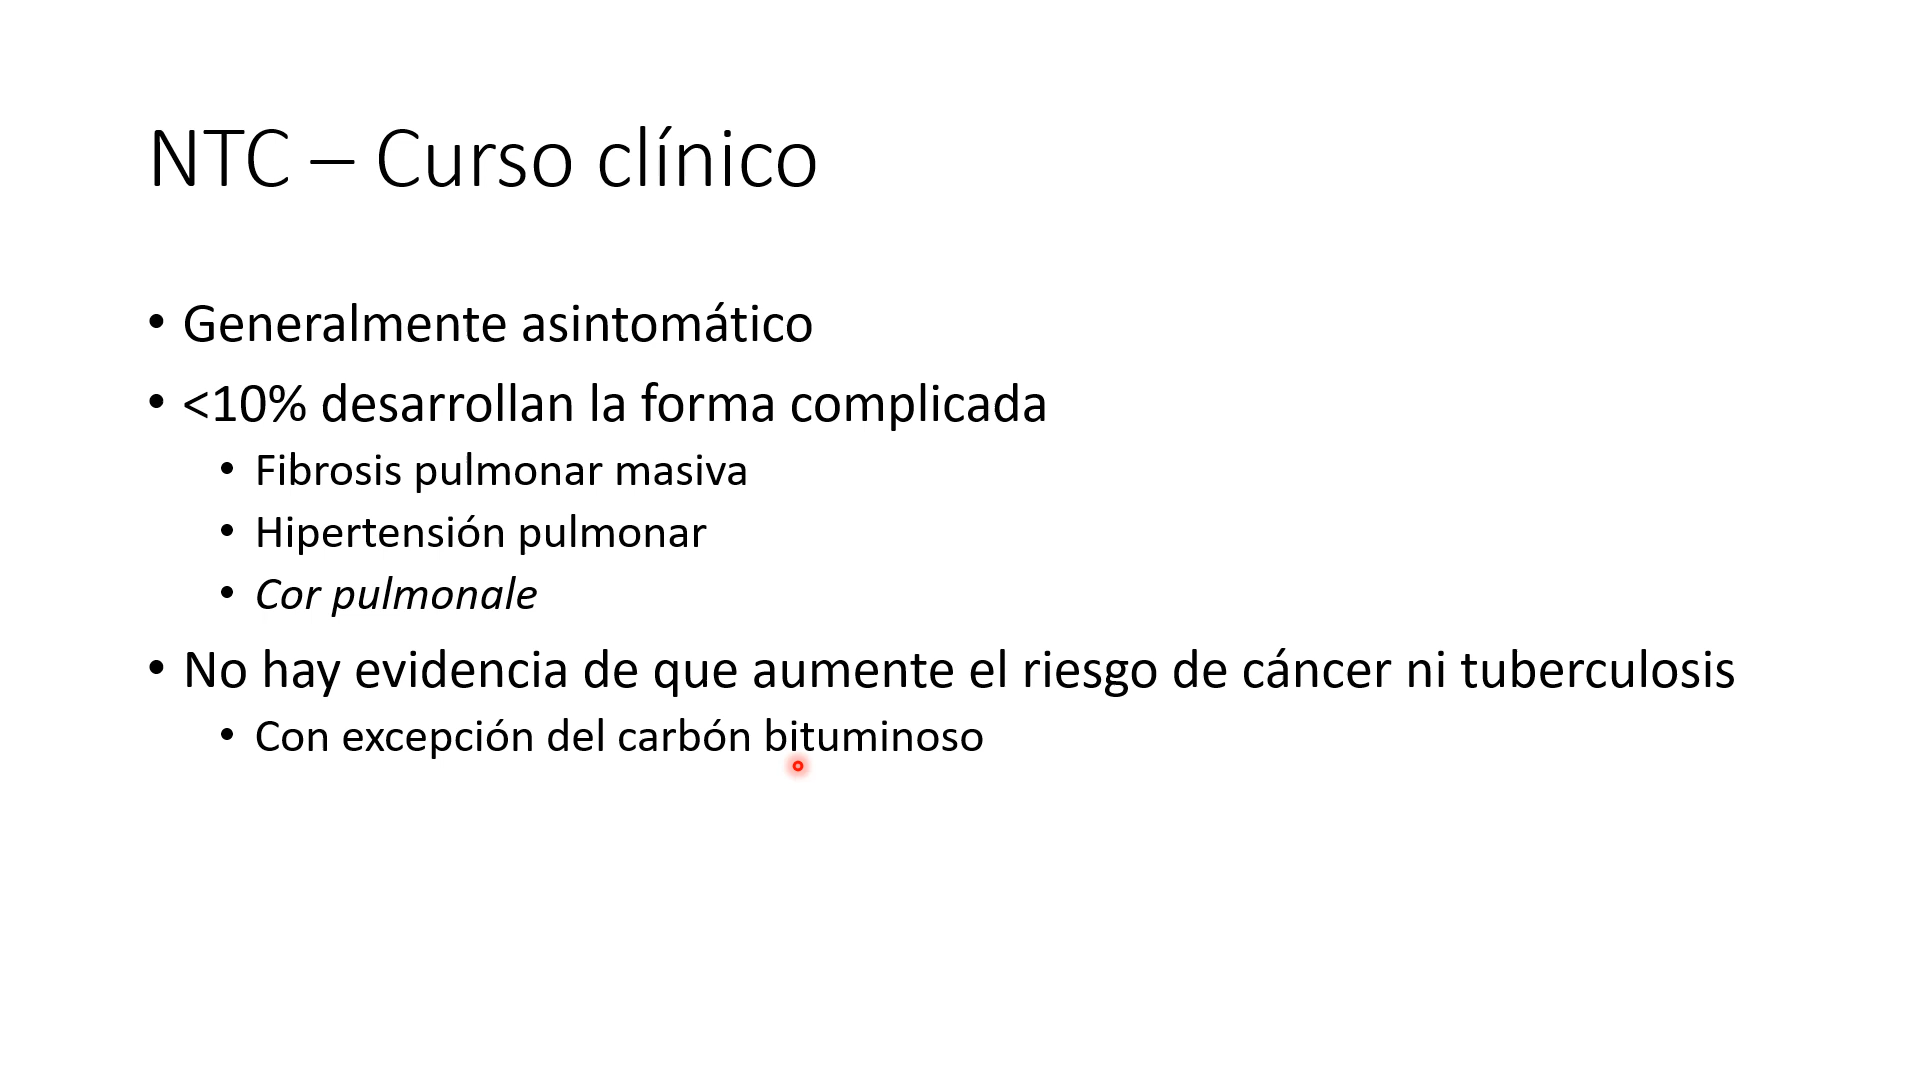 NTC – Curso clínico
• Generalmente asintomático
• <10% desarrollan la forma complicada
• Fibrosis pulmonar masiva
• Hipertensión pulmonar
• Cor pulmonale
• No hay evidencia de que aumente el riesgo de cáncer ni tuberculosis
• Con excepción del carbón bituminoso